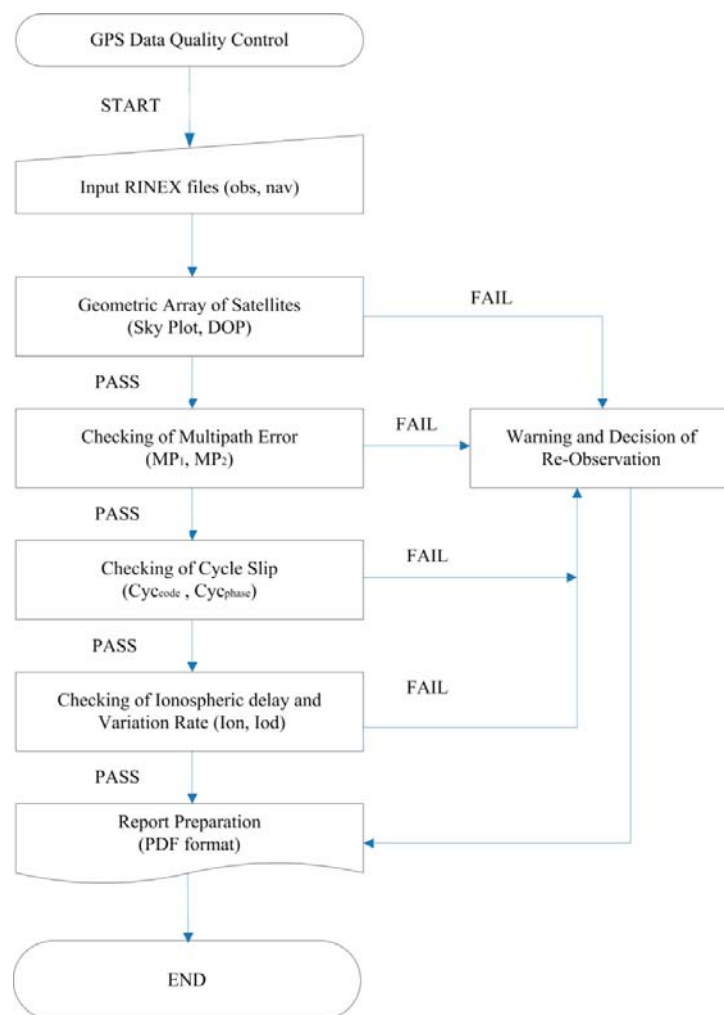 GPS Data Quality Control
START
Input RINEX files (obs, nav)
Geometric Array of Satellites
(Sky Plot, DOP)
FAIL
PASS
Checking of Multipath Error
(MP₁, MP₂)
FAIL
Warning and Decision of
Re-Observation
PASS
Checking of Cycle Slip
(Cyccode , Cycphase)
FAIL
PASS
Checking of Ionospheric delay and
Variation Rate (Ion, Iod)
FAIL
PASS
Report Preparation
(PDF format)
END